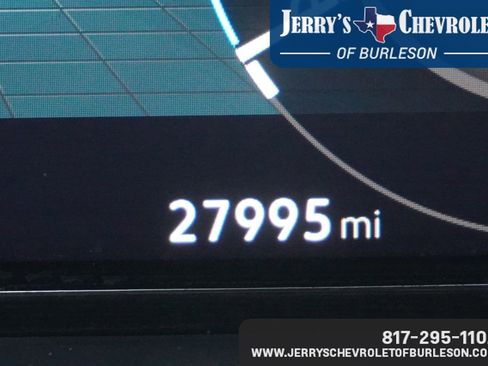 JERRY'S CHEVROLE
OF BURLESON
27995 mi
817-295-110
WWW.JERRYSCHEVROLETOFBURLESON.CO